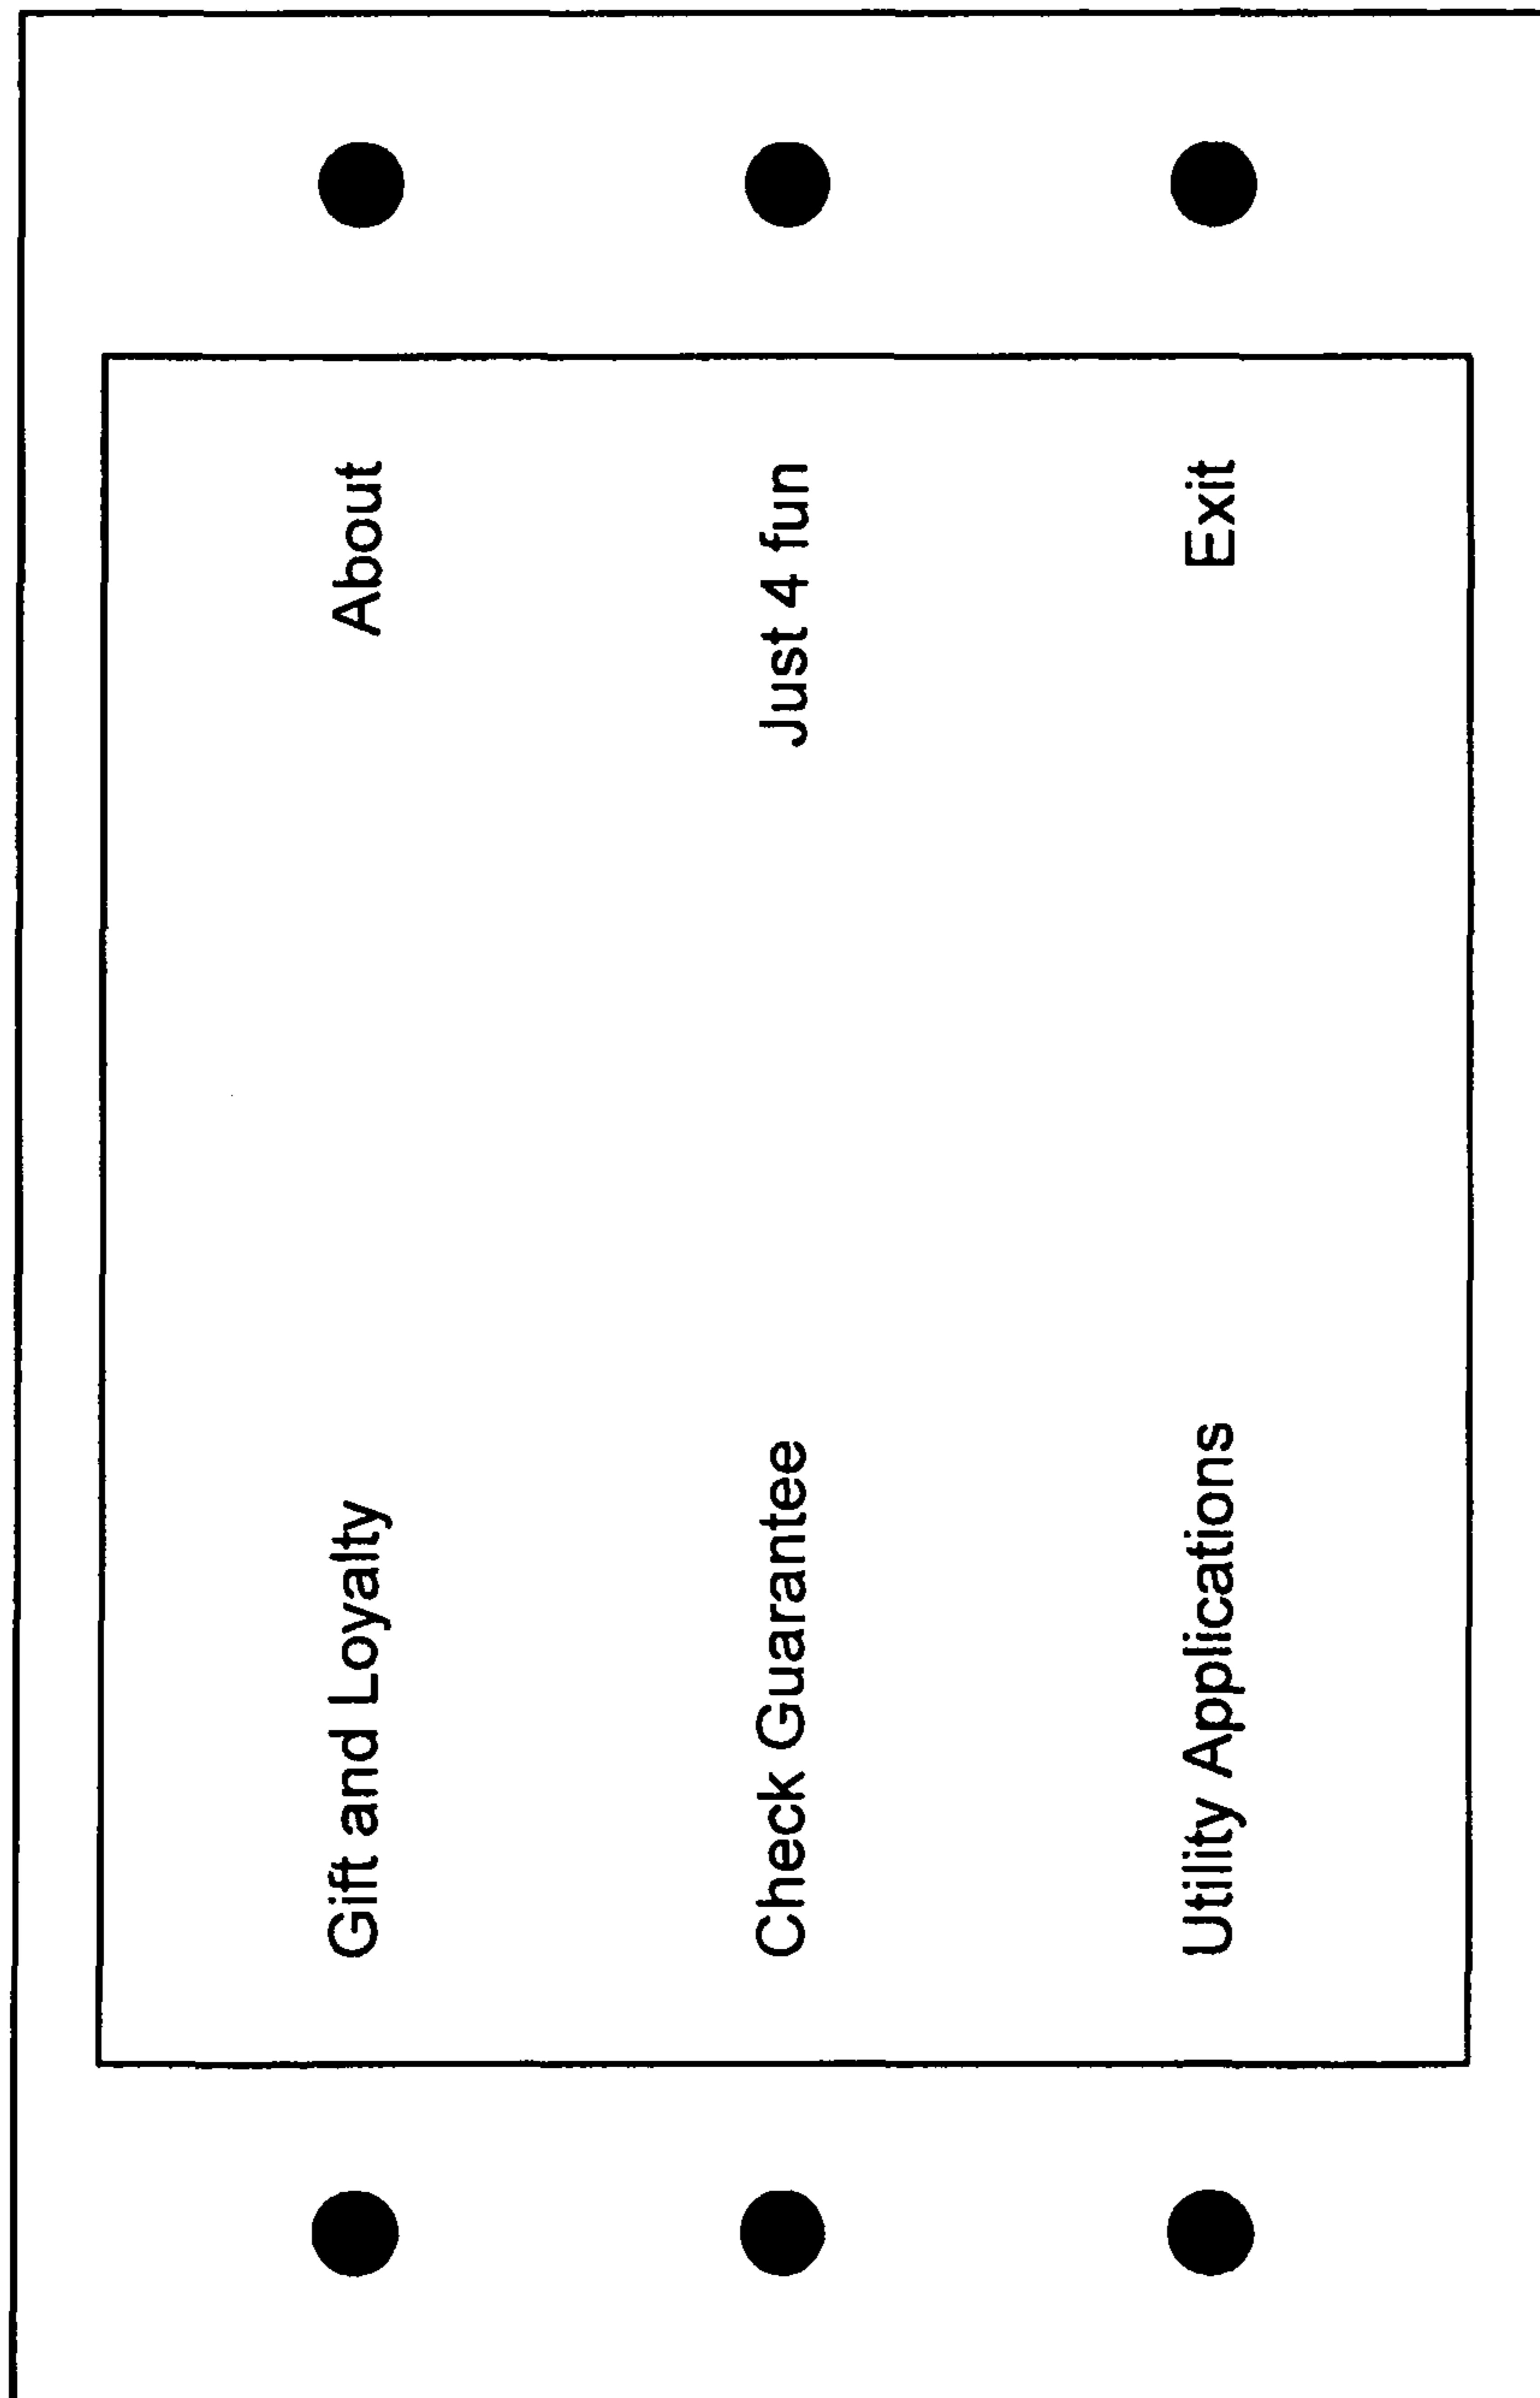 Gift and Loyalty About
Check Guarantee Just 4 fun
Utility Applications Exit